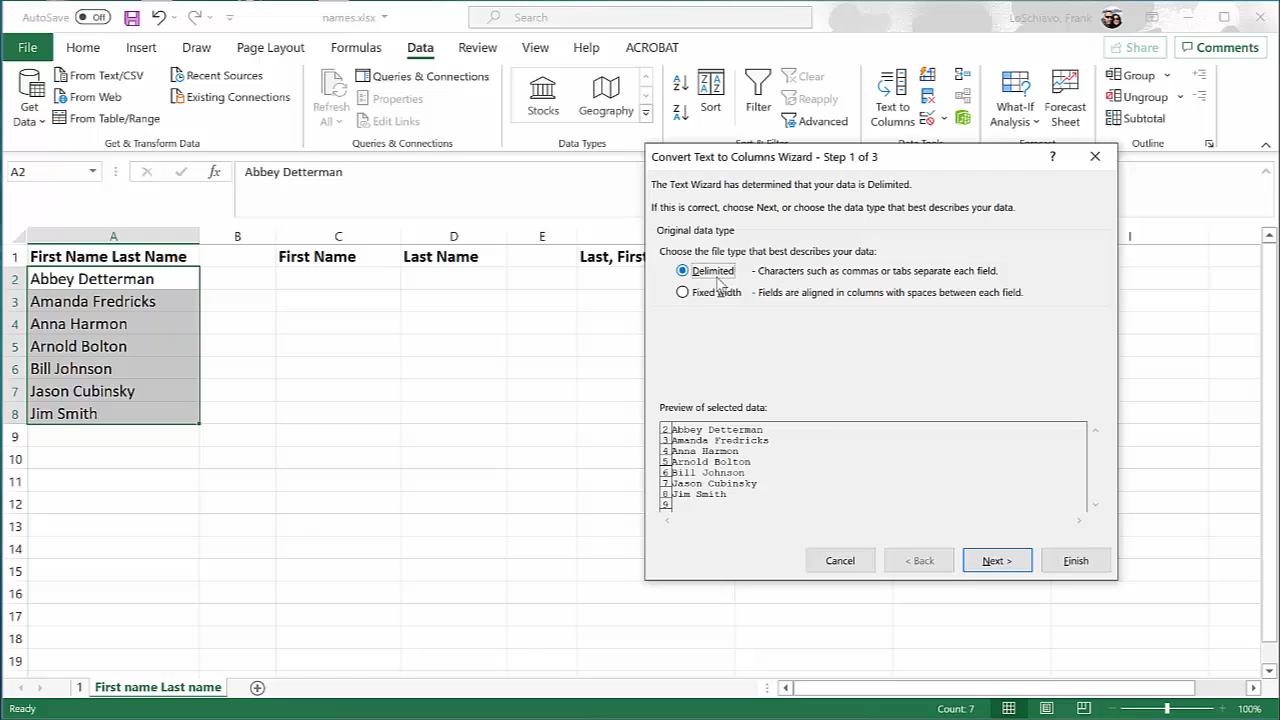 AutoSave Off names.xlsx Search LoSchiavo, Frank
File Home Insert Draw Page Layout Formulas Data Review View Help ACROBAT Share Comments
Get Data
From Text/CSV
From Web
From Table/Range
Recent Sources
Existing Connections
Get & Transform Data
Refresh All
Queries & Connections
Properties
Edit Links
Queries & Connections
Stocks
Geography
Data Types
Sort
Filter
Clear
Reapply
Advanced
Sort & Filter
Text to Columns
Data Tools
What-If Analysis
Forecast Sheet
Forecast
Group
Ungroup
Subtotal
Outline
A2 fx Abbey Detterman
A B C D E I
1 First Name Last Name First Name Last Name Last, First
2 Abbey Detterman
3 Amanda Fredricks
4 Anna Harmon
5 Arnold Bolton
6 Bill Johnson
7 Jason Cubinsky
8 Jim Smith
9
10
11
12
13
14
15
16
17
18
19
Convert Text to Columns Wizard - Step 1 of 3 ?
The Text Wizard has determined that your data is Delimited.
If this is correct, choose Next, or choose the data type that best describes your data.
Original data type
Choose the file type that best describes your data:
Delimited - Characters such as commas or tabs separate each field.
Fixed width - Fields are aligned in columns with spaces between each field.
Preview of selected data:
2 Abbey Detterman
3 Amanda Fredricks
4 Anna Harmon
5 Arnold Bolton
6 Bill Johnson
7 Jason Cubinsky
8 Jim Smith
9
Cancel < Back Next > Finish
1 First name Last name
Ready Count: 7 100%